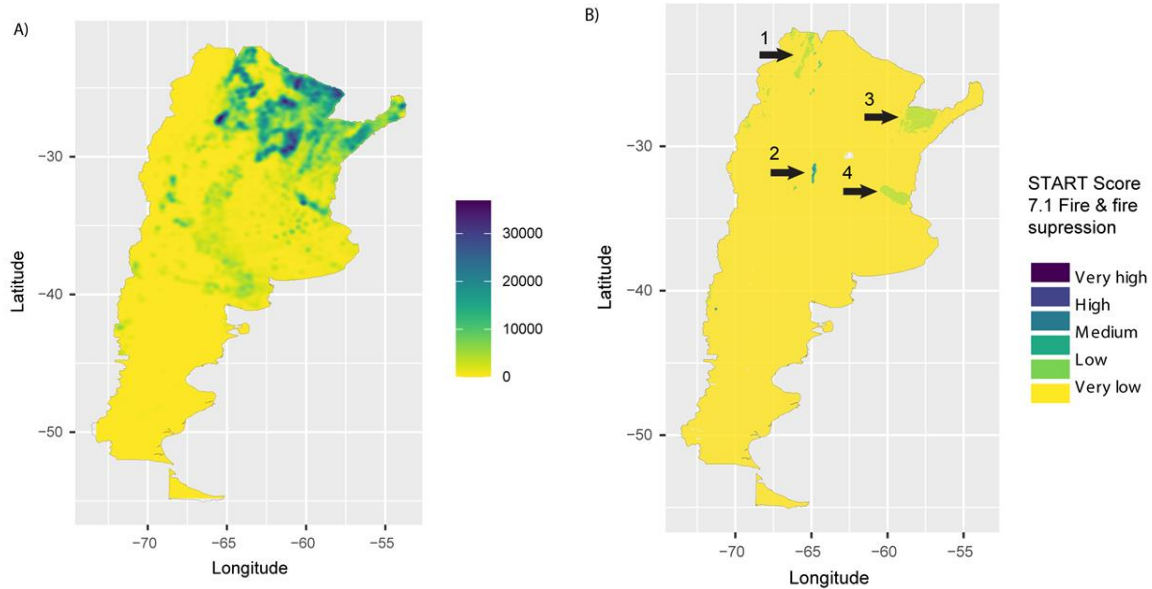 A)
−30
−40
−50
Latitude
−70
−65
−60
−55
Longitude
30000
20000
10000
0
B)
1
2
3
4
−30
−40
−50
Latitude
−70
−65
−60
−55
Longitude
START Score
7.1 Fire & fire
supression
Very high
High
Medium
Low
Very low